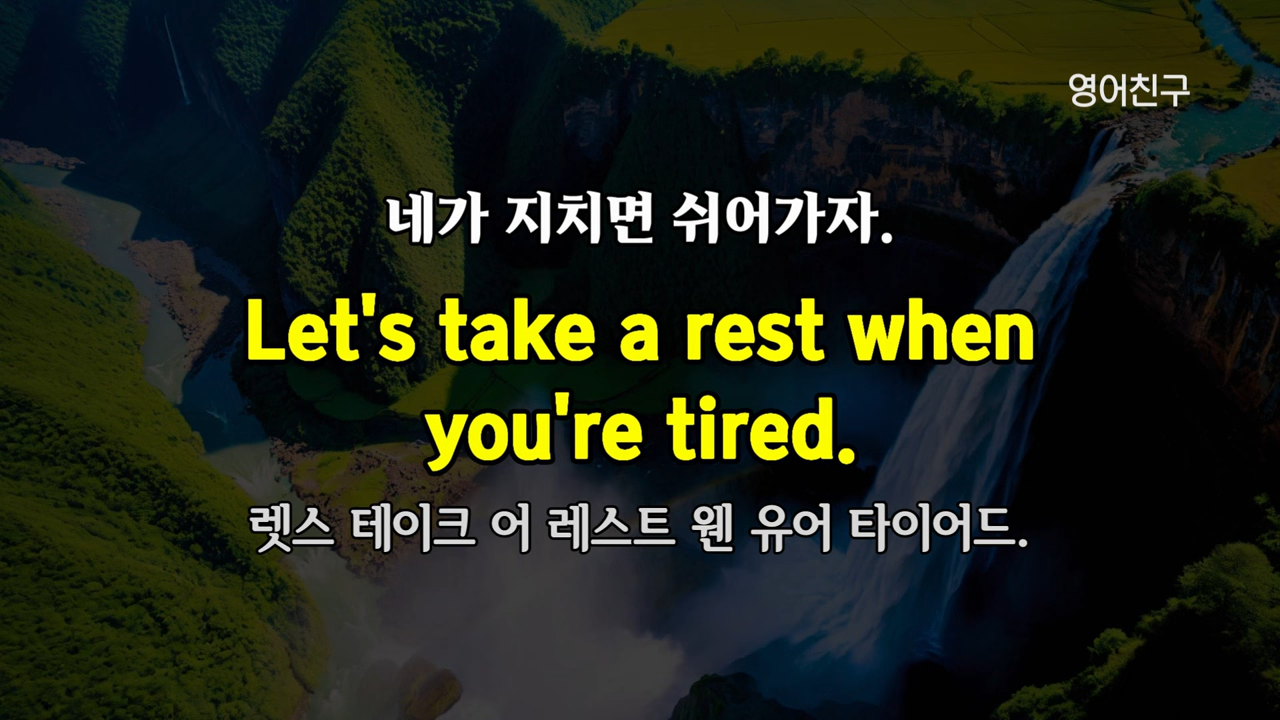 영어친구
네가 지치면 쉬어가자.
Let's take a rest when
you're tired.
렛스 테이크 어 레스트 웬 유어 타이어드.